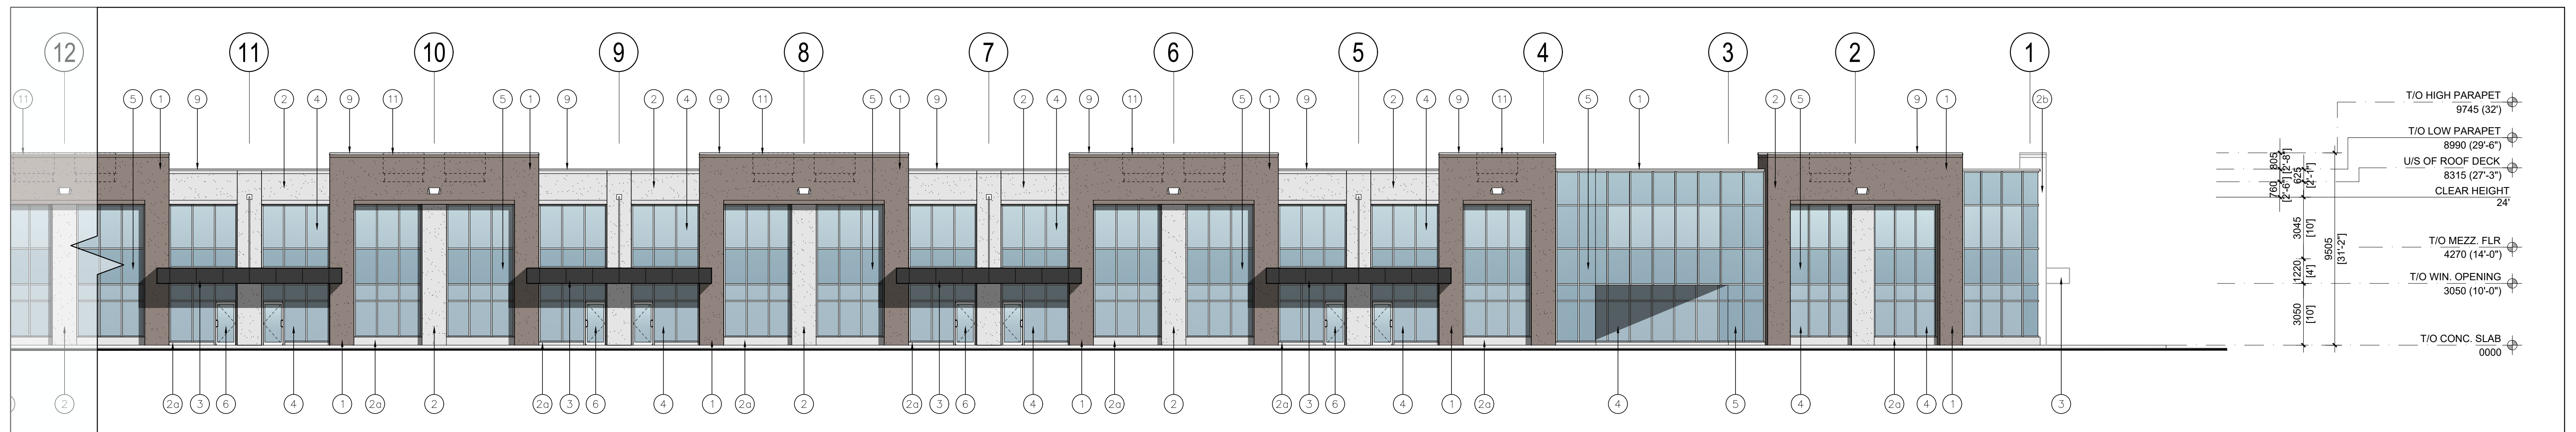 12 11 10 9 8 7 6 5 4 3 2 1
11 5 1 9 2 4 9 11 5 1 9 2 4 9 11 5 1 9 2 4 9 11 5 1 9 2 4 9 11 5 1 2 5 9 1 2b
T/O HIGH PARAPET
9745 (32')
T/O LOW PARAPET
8990 (29'-6")
U/S OF ROOF DECK
8315 (27'-3")
CLEAR HEIGHT
24'
T/O MEZZ. FLR
4270 (14'-0")
T/O WIN. OPENING
3050 (10'-0")
T/O CONC. SLAB
0000
805
[2'-8"]
760
[2'-6"]
625
[2'-1"]
3045
[10']
1220
[4']
3050
[10']
9505
[31'-2"]
2 2a 3 6 4 1 2a 2 2a 3 6 4 1 2a 2 2a 3 6 4 1 2a 2 2a 3 6 4 1 2a 4 5 4 2a 4 1 3